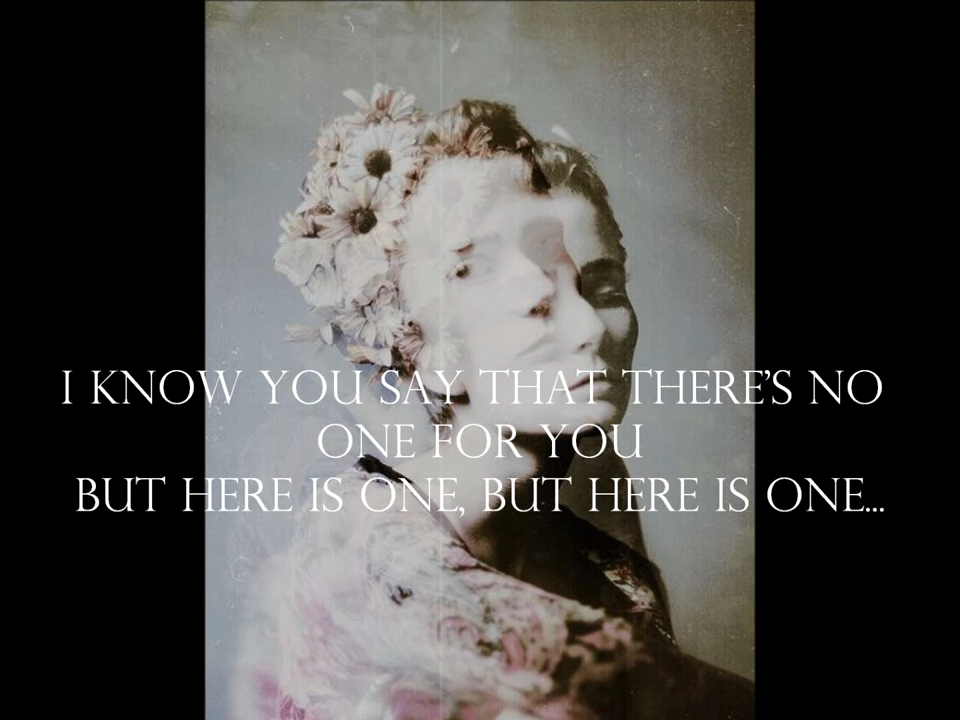 I KNOW YOU SAY THAT THERE'S NO
ONE FOR YOU
BUT HERE IS ONE, BUT HERE IS ONE...